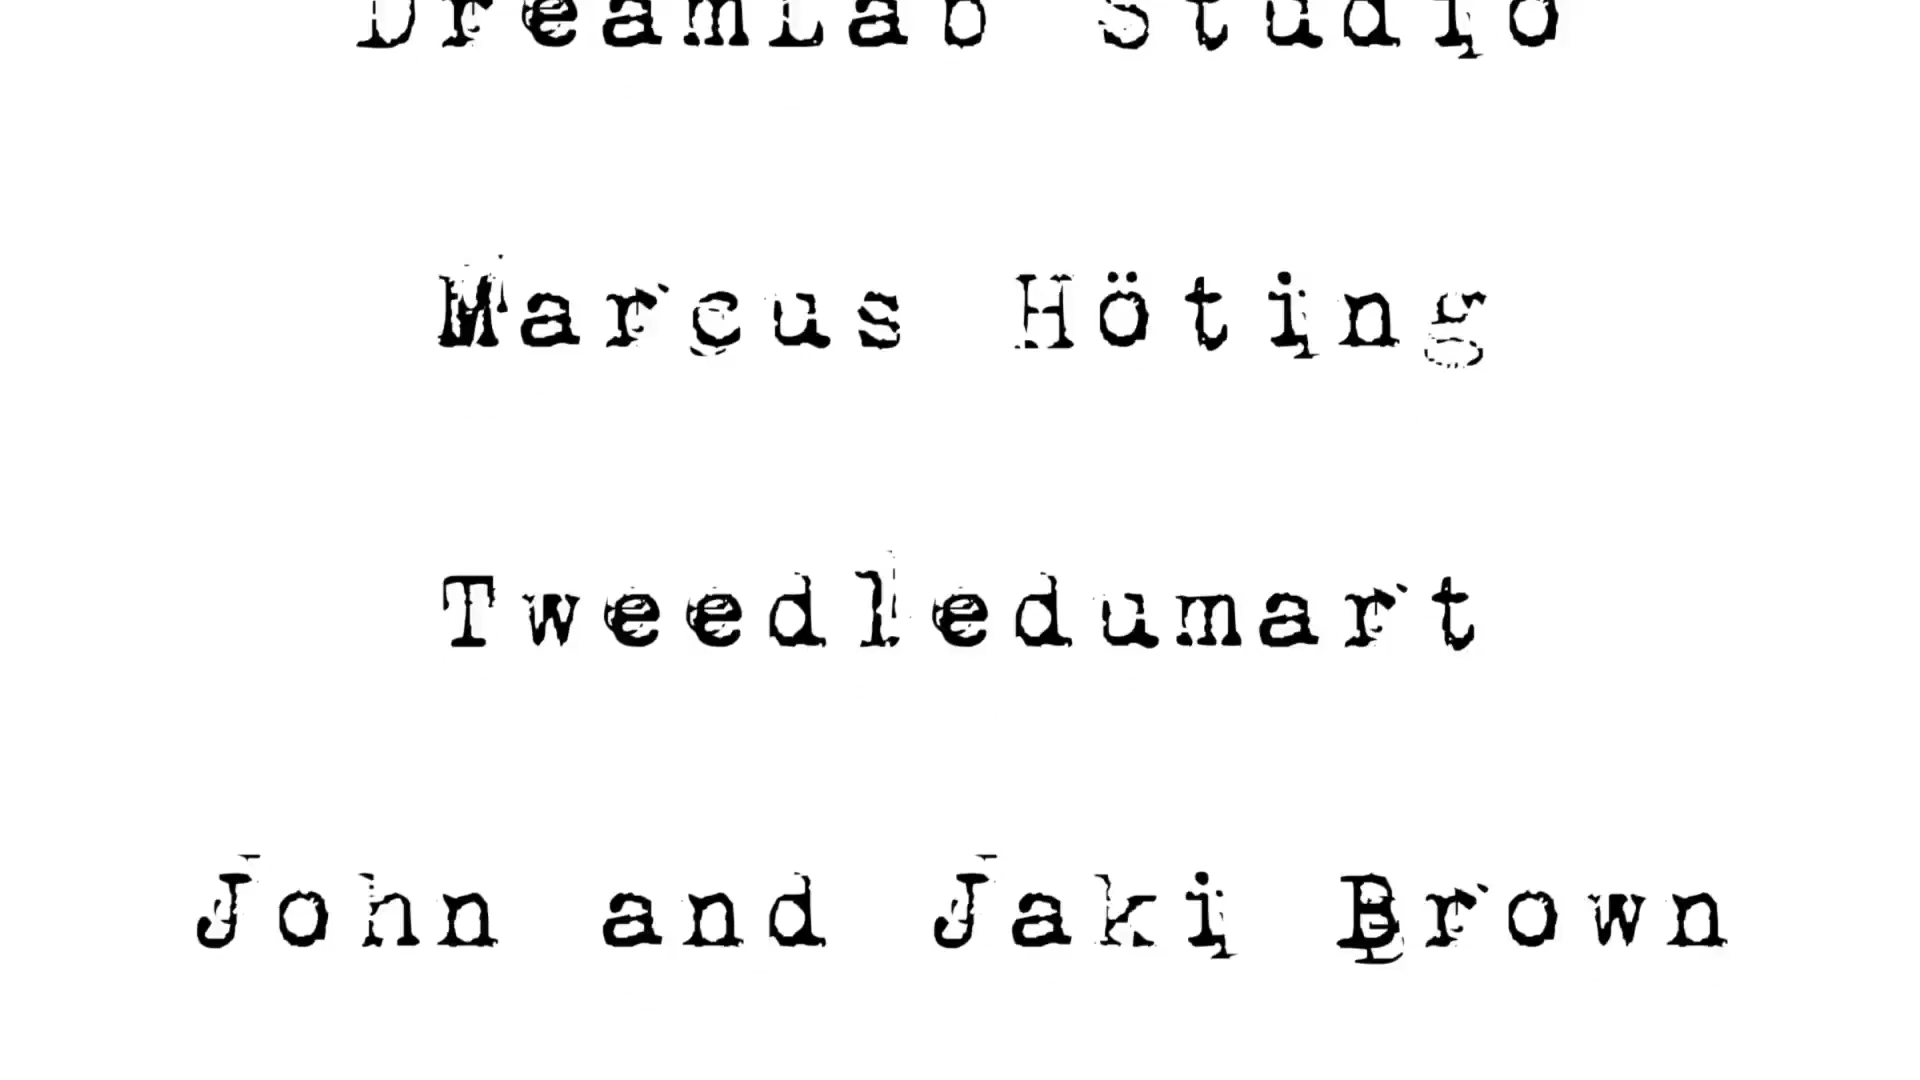 DreamLab Studio
Marcus Höting
Tweedledumart
John and Jaki Brown